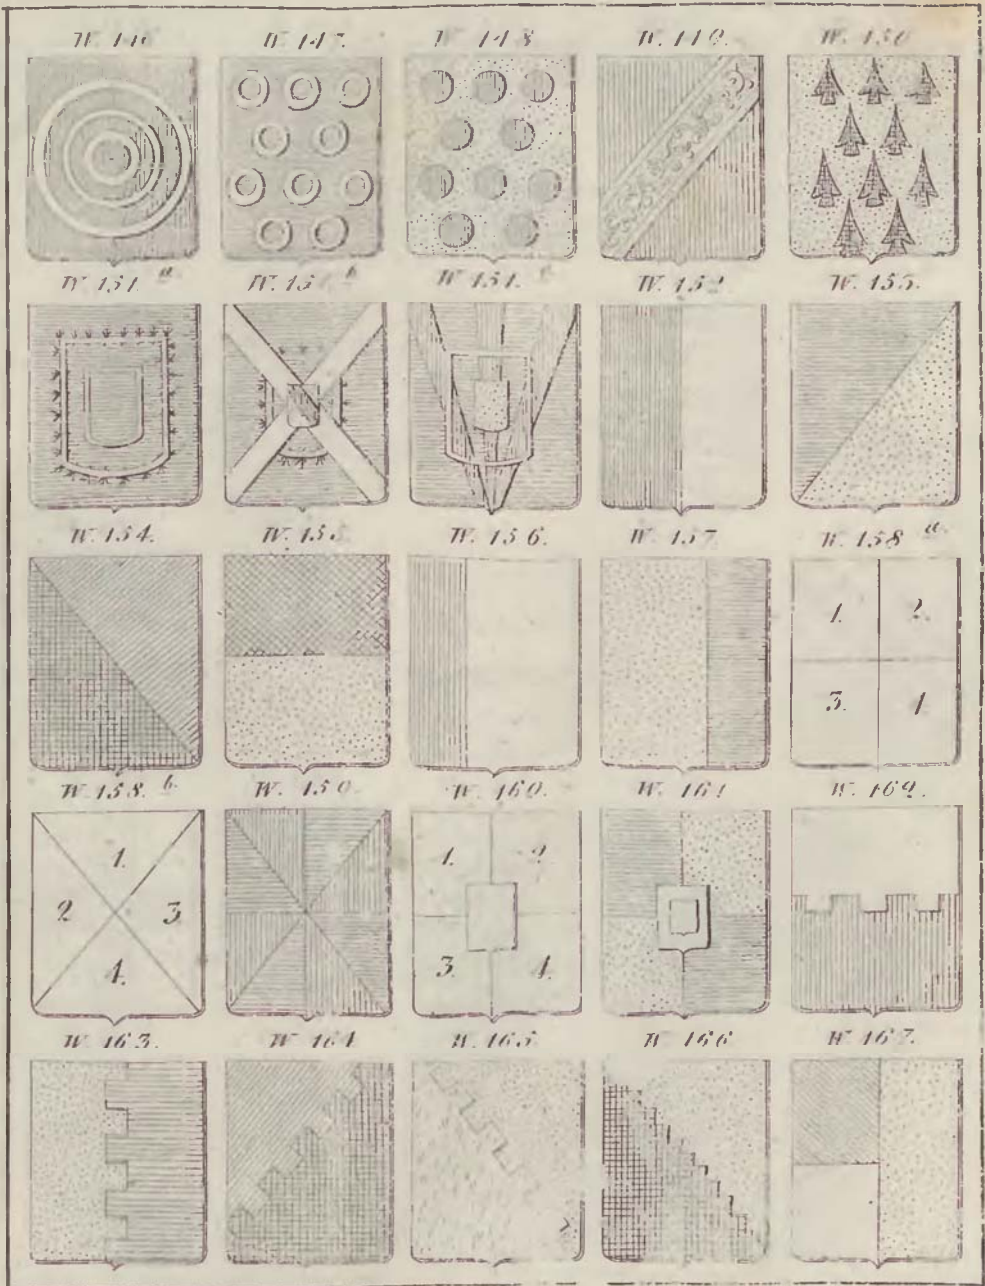 W. 146 W. 147. W. 148 W. 149. W. 150
W. 151 a. W. 151 b W. 151. c. W. 152. W. 153.
W. 154. W. 155. W. 156. W. 157 W. 158 a.
1. 2.
3. 4
W. 158. b. W. 159. W. 160. W. 161 W. 162.
1. 1. 2
2 3
4. 3. 4.
W. 163. W. 164 W. 165. W. 166 W. 167.